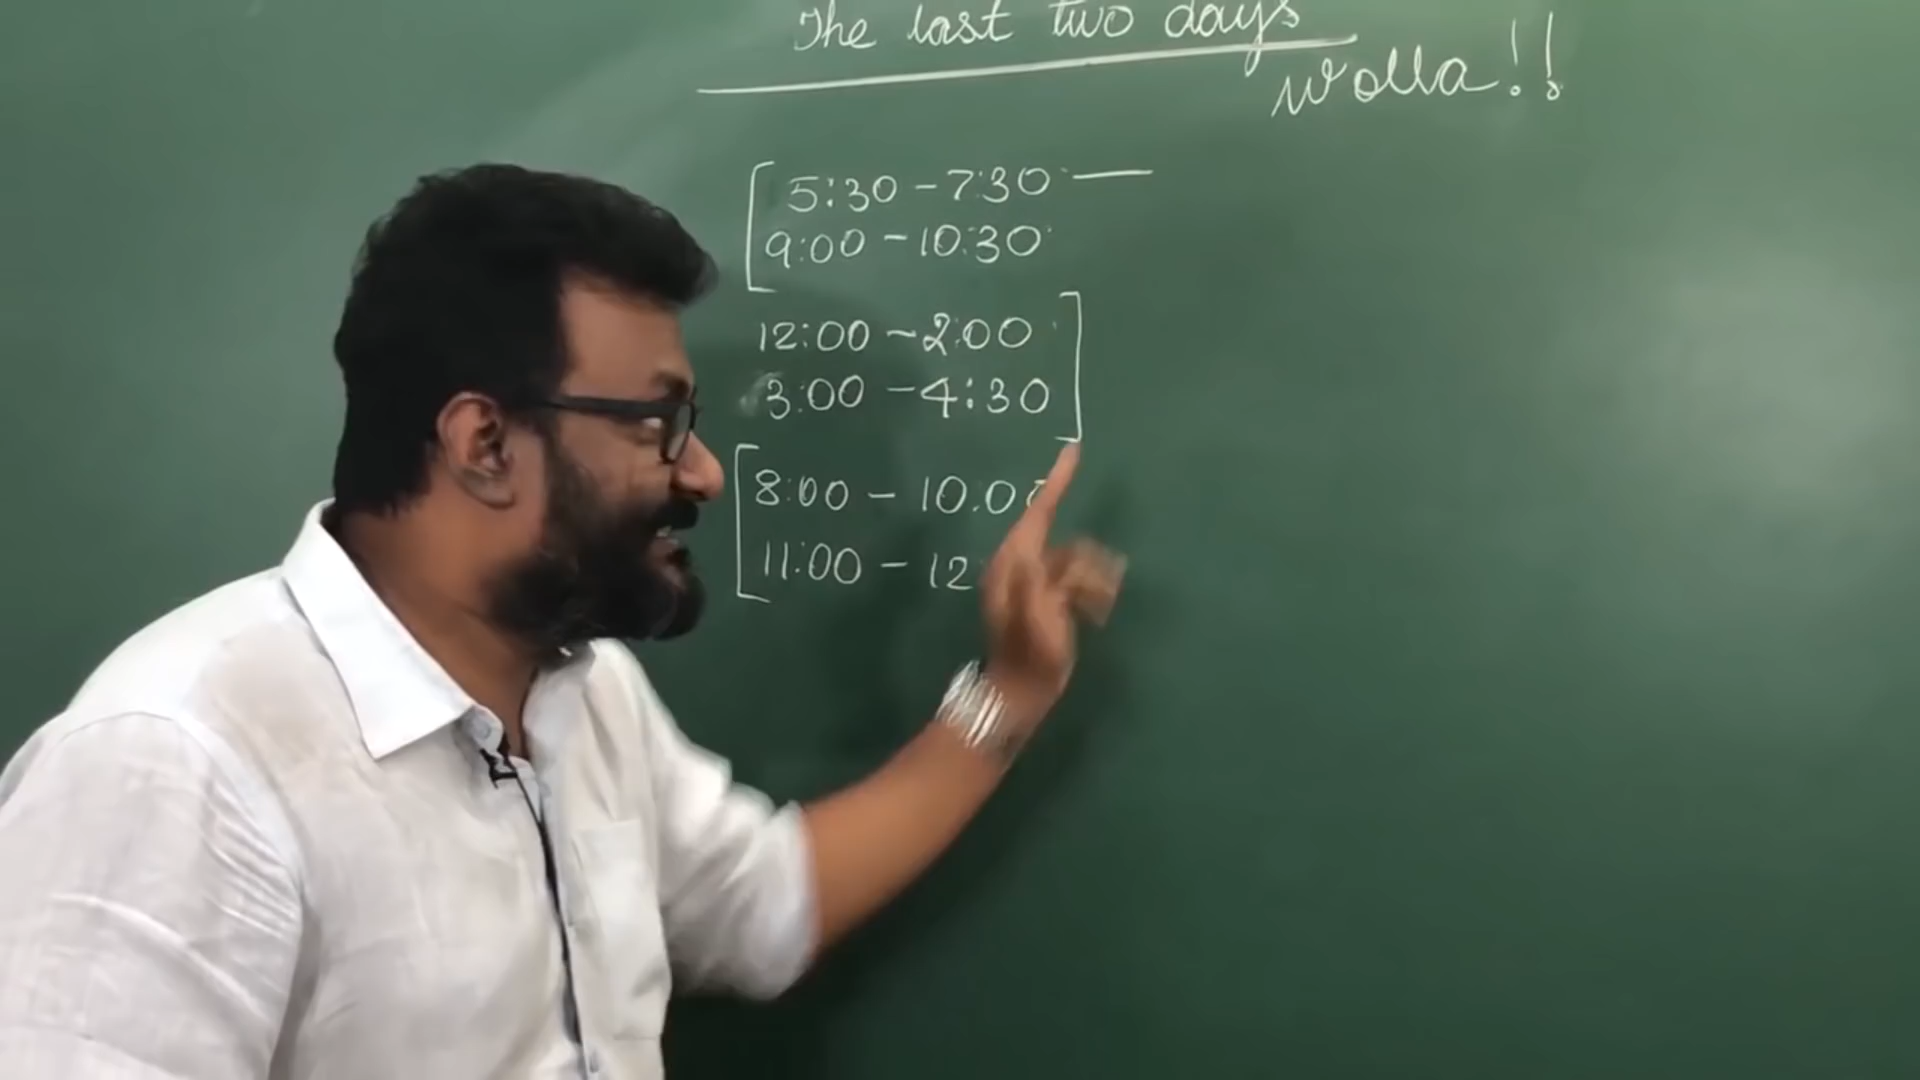 The last two days
Wolla!!
5:30 - 7:30 —
9:00 - 10:30
12:00 - 2:00
3:00 - 4:30
8:00 - 10.00
11:00 - 12